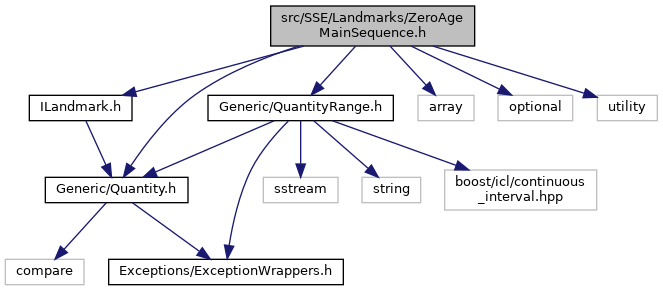 src/SSE/Landmarks/ZeroAge
MainSequence.h
ILandmark.h
Generic/QuantityRange.h
array
optional
utility
Generic/Quantity.h
sstream
string
boost/icl/continuous
_interval.hpp
compare
Exceptions/ExceptionWrappers.h